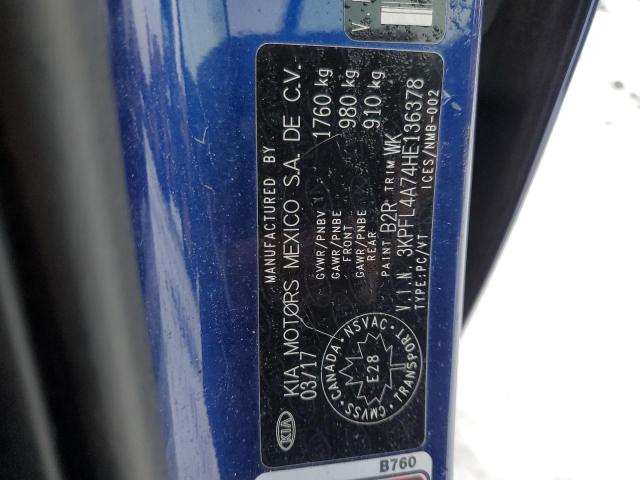 MANUFACTURED BY
KIA MOTORS MEXICO S.A. DE C.V.
03/17
GVWR/PNBV 1760 kg
GAWR/PNBE FRONT 980 kg
GAWR/PNBE REAR 910 kg
PAINT B2R TRIM WK
V.I.N. 3KPFL4A74HE136378
TYPE:PC/VT ICES/NMB-002
CANADA NSVAC
TRANSPORT CMVSS
E28
KIA
B760